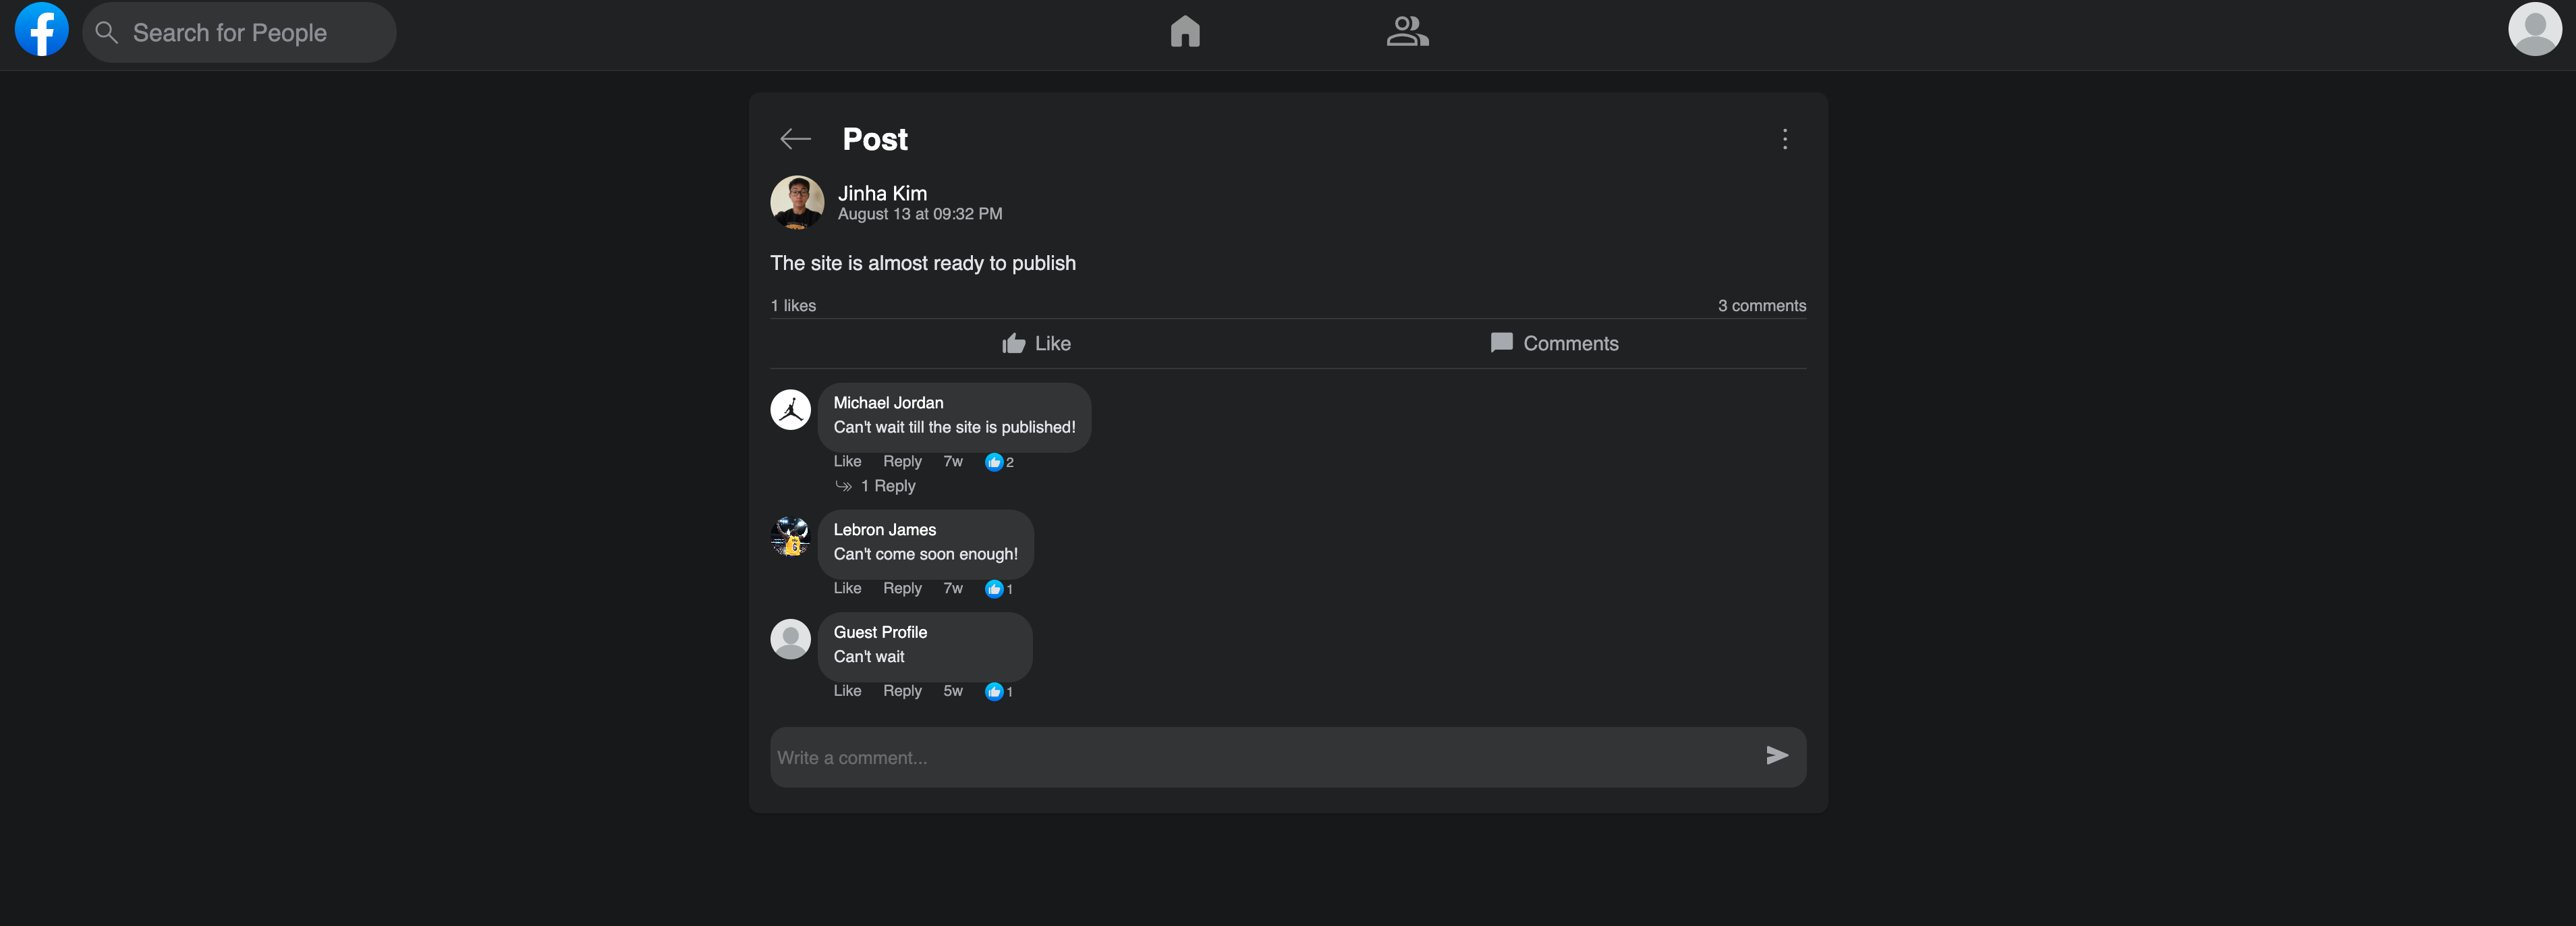 Search for People
Post
Jinha Kim
August 13 at 09:32 PM
The site is almost ready to publish
1 likes
3 comments
Like
Comments
Michael Jordan
Can't wait till the site is published!
Like Reply 7w 2
1 Reply
Lebron James
Can't come soon enough!
Like Reply 7w 1
Guest Profile
Can't wait
Like Reply 5w 1
Write a comment...